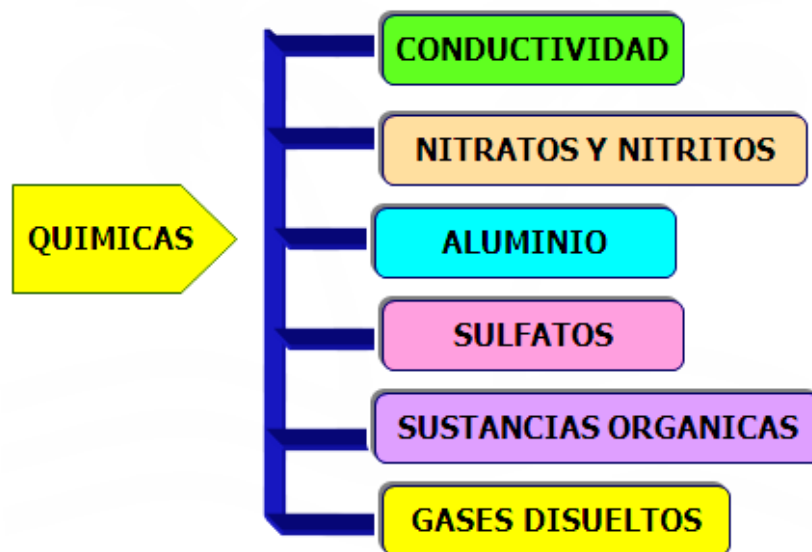 CONDUCTIVIDAD
NITRATOS Y NITRITOS
QUIMICAS
ALUMINIO
SULFATOS
SUSTANCIAS ORGANICAS
GASES DISUELTOS